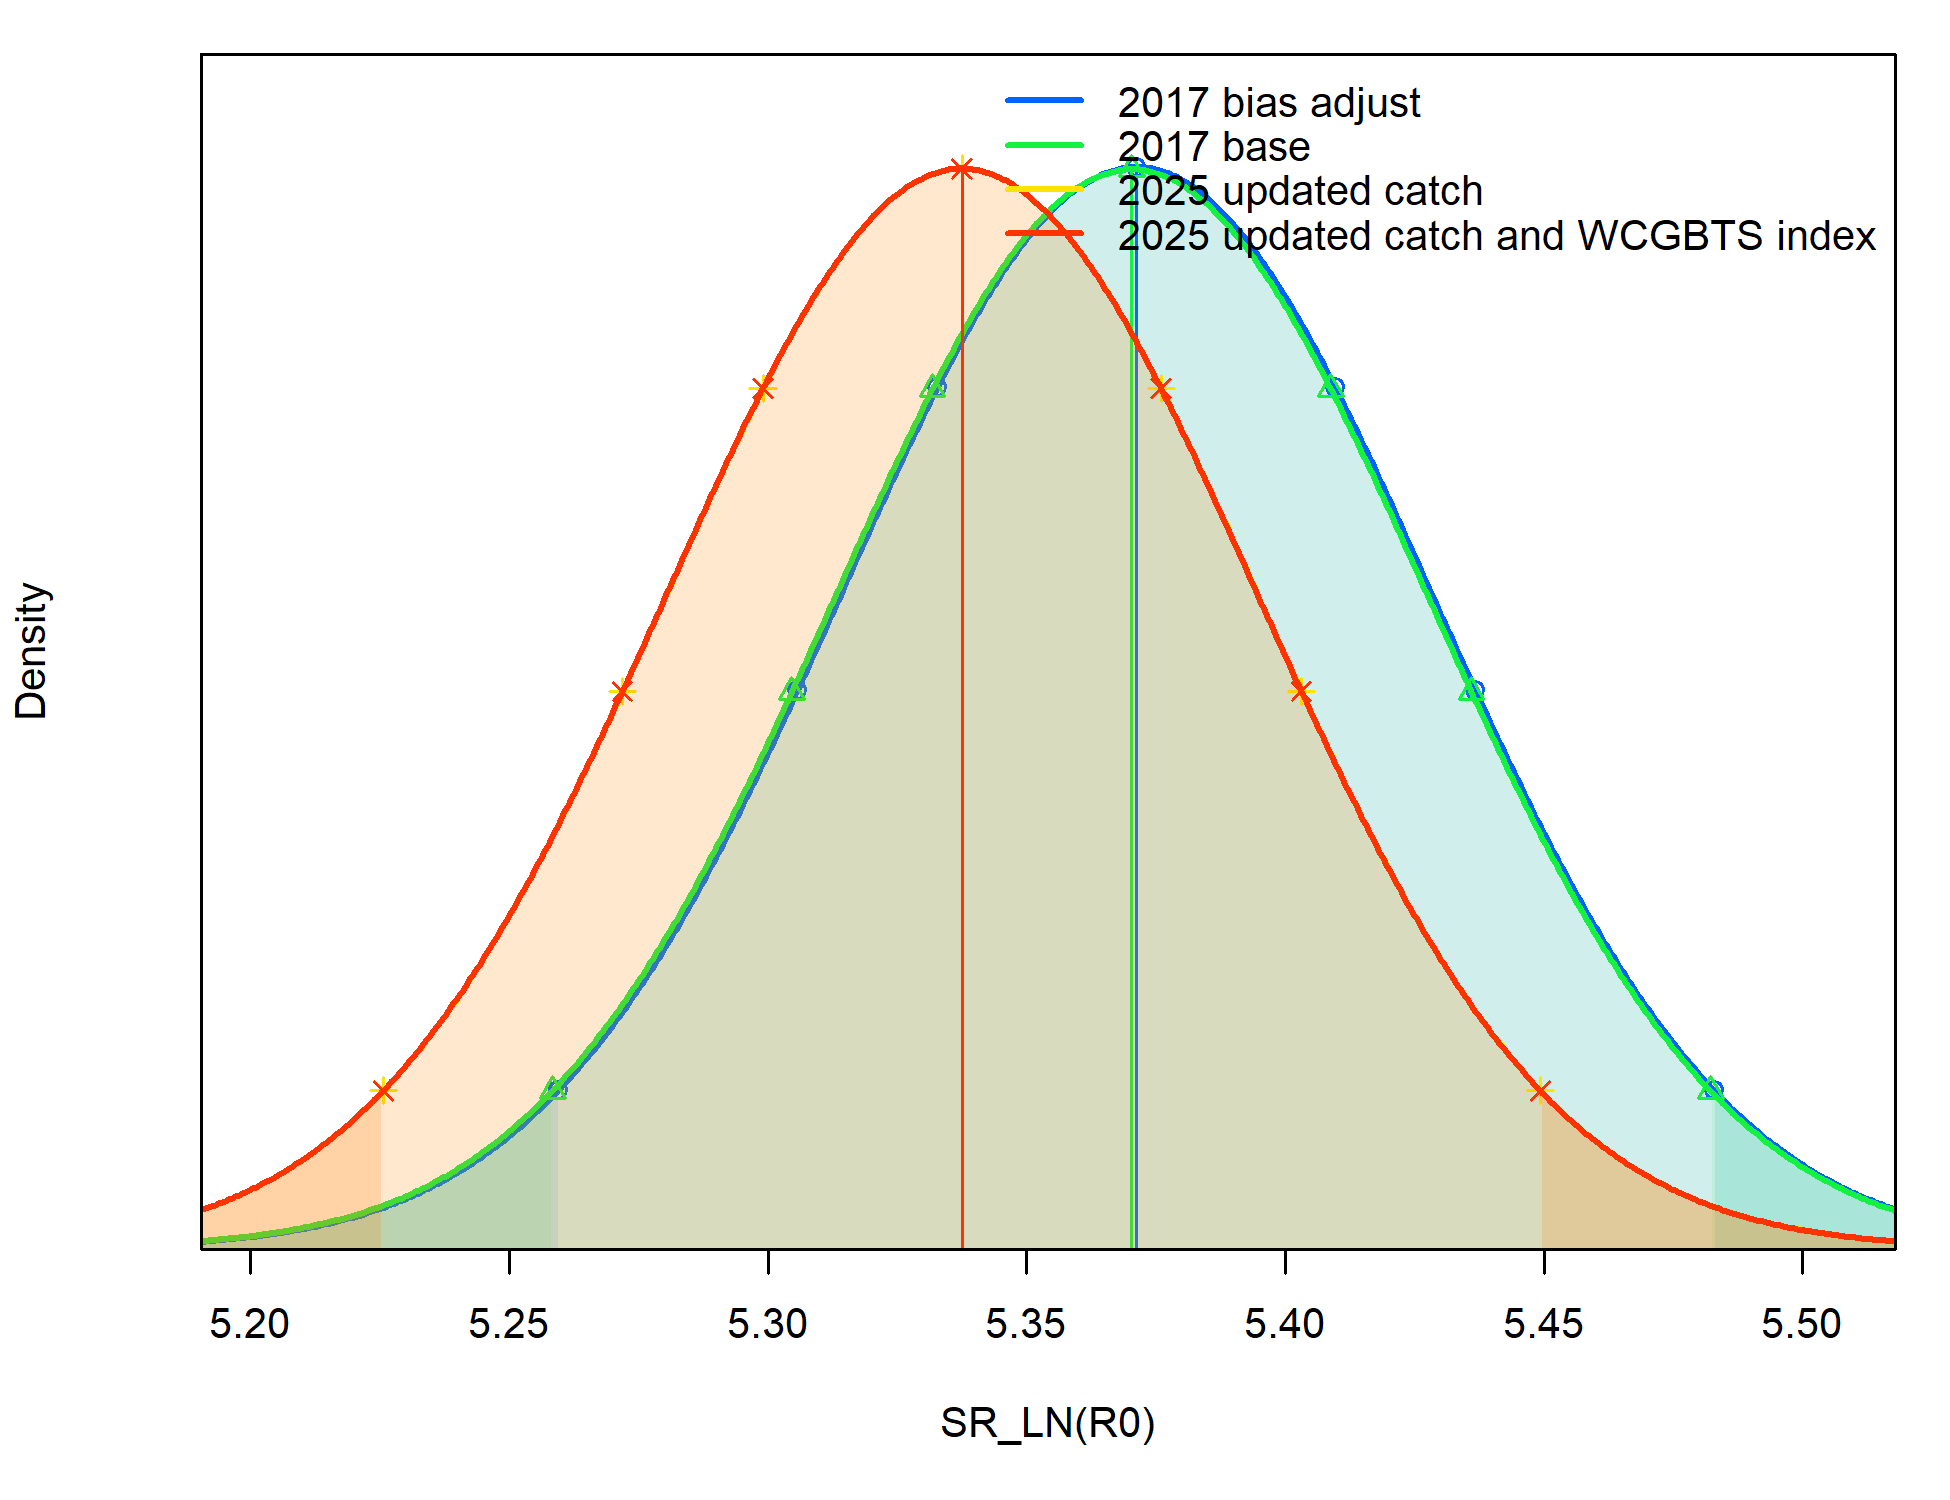 2017 bias adjust
2017 base
2025 updated catch
2025 updated catch and WCGBTS index
Density
5.20 5.25 5.30 5.35 5.40 5.45 5.50
SR_LN(R0)